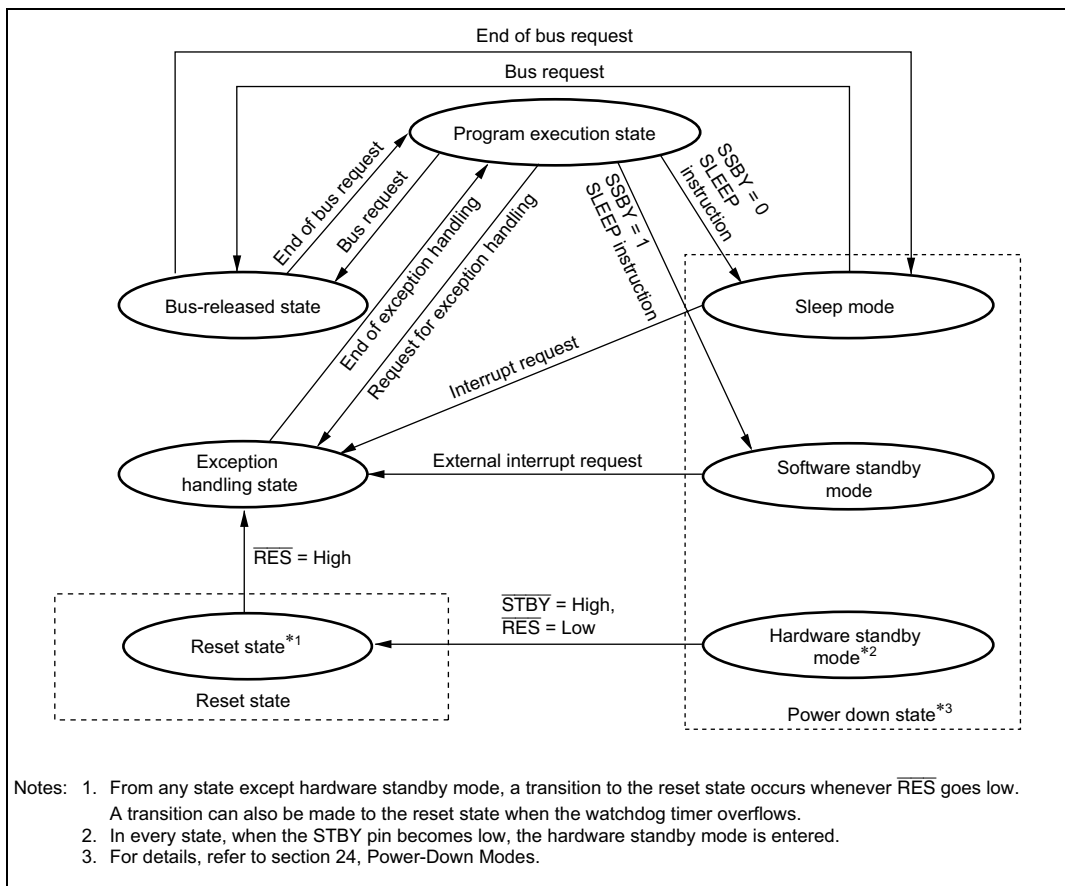 End of bus request
Bus request
Program execution state
End of bus request
Bus request
End of exception handling
Request for exception handling
SSBY = 1
SLEEP instruction
SSBY = 0
SLEEP
instruction
Bus-released state
Sleep mode
Interrupt request
Exception
handling state
External interrupt request
Software standby
mode
R̅E̅S̅ = High
S̅T̅B̅Y̅ = High,
R̅E̅S̅ = Low
Reset state*1
Hardware standby
mode*2
Reset state
Power down state*3
Notes: 1. From any state except hardware standby mode, a transition to the reset state occurs whenever R̅E̅S̅ goes low.
A transition can also be made to the reset state when the watchdog timer overflows.
2. In every state, when the STBY pin becomes low, the hardware standby mode is entered.
3. For details, refer to section 24, Power-Down Modes.